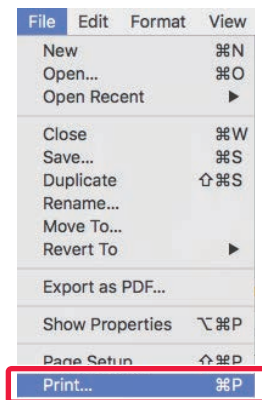 File Edit Format View
New ⌘N
Open... ⌘O
Open Recent ▶
Close ⌘W
Save... ⌘S
Duplicate ⇧⌘S
Rename...
Move To...
Revert To ▶
Export as PDF...
Show Properties ⌥⌘P
Page Setup ⇧⌘P
Print... ⌘P